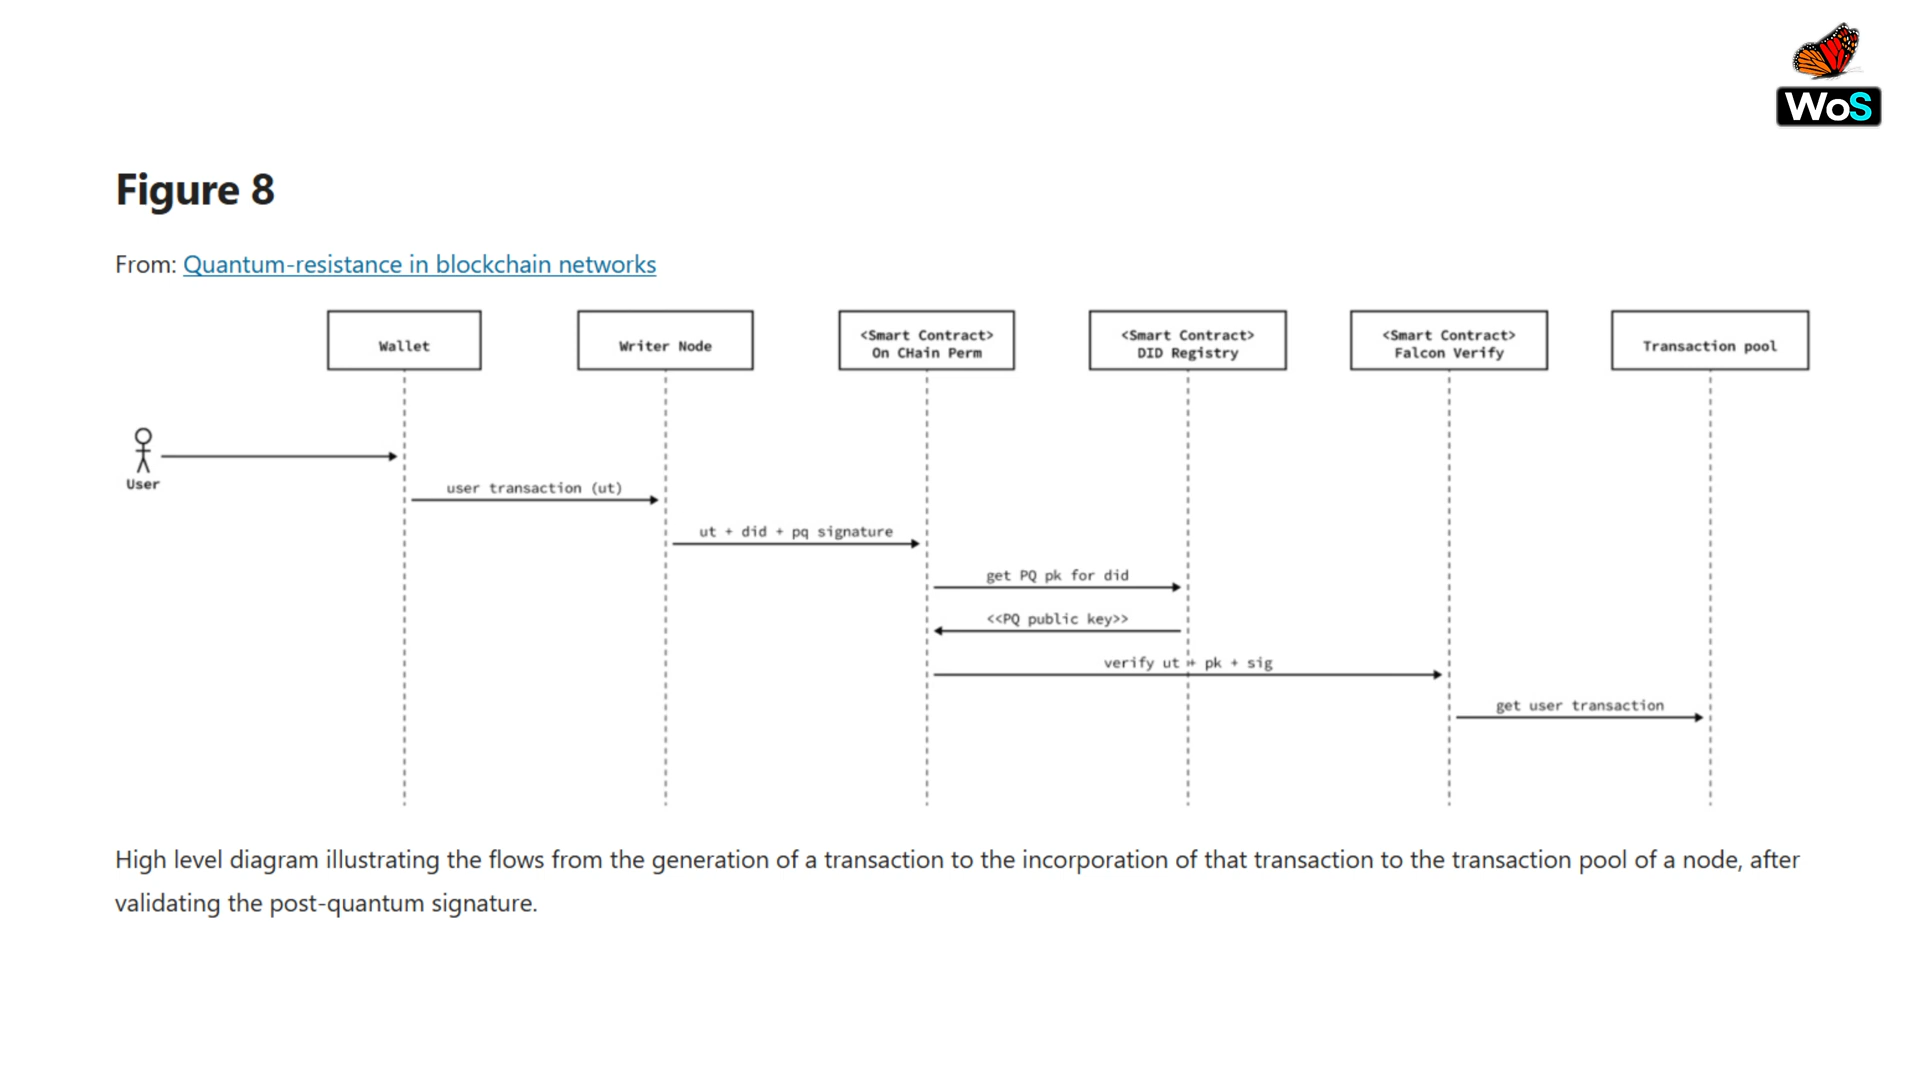 WoS
Figure 8
From: Quantum-resistance in blockchain networks
Wallet
Writer Node
<Smart Contract>
On CHain Perm
<Smart Contract>
DID Registry
<Smart Contract>
Falcon Verify
Transaction pool
User
user transaction (ut)
ut + did + pq signature
get PQ pk for did
<<PQ public key>>
verify ut + pk + sig
get user transaction
High level diagram illustrating the flows from the generation of a transaction to the incorporation of that transaction to the transaction pool of a node, after
validating the post-quantum signature.